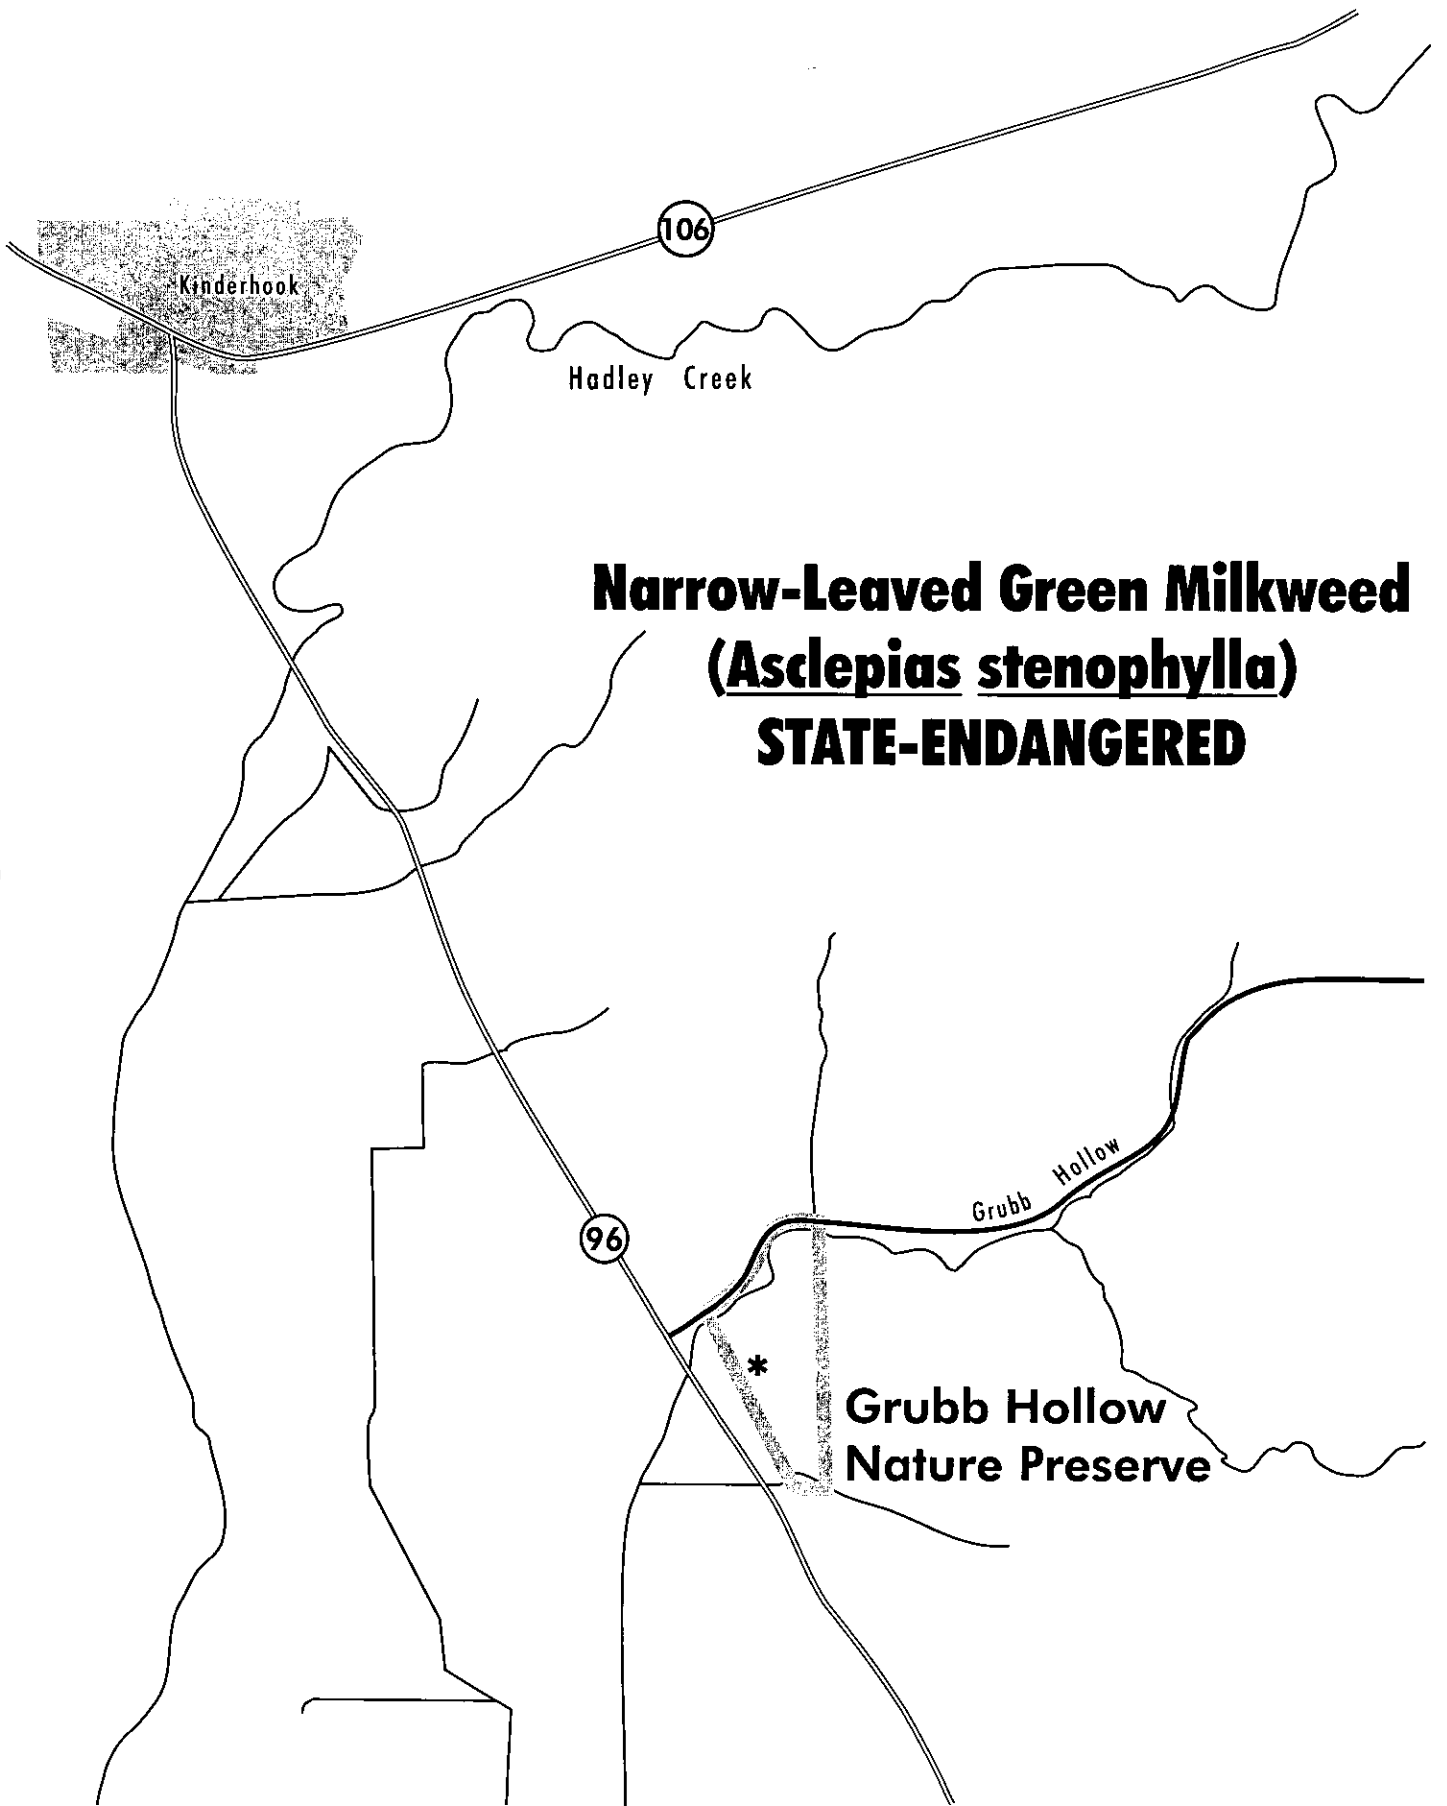 106
Kinderhook
Hadley Creek
Narrow-Leaved Green Milkweed
(Asclepias stenophylla)
STATE-ENDANGERED
Grubb Hollow
96
*
Grubb Hollow
Nature Preserve